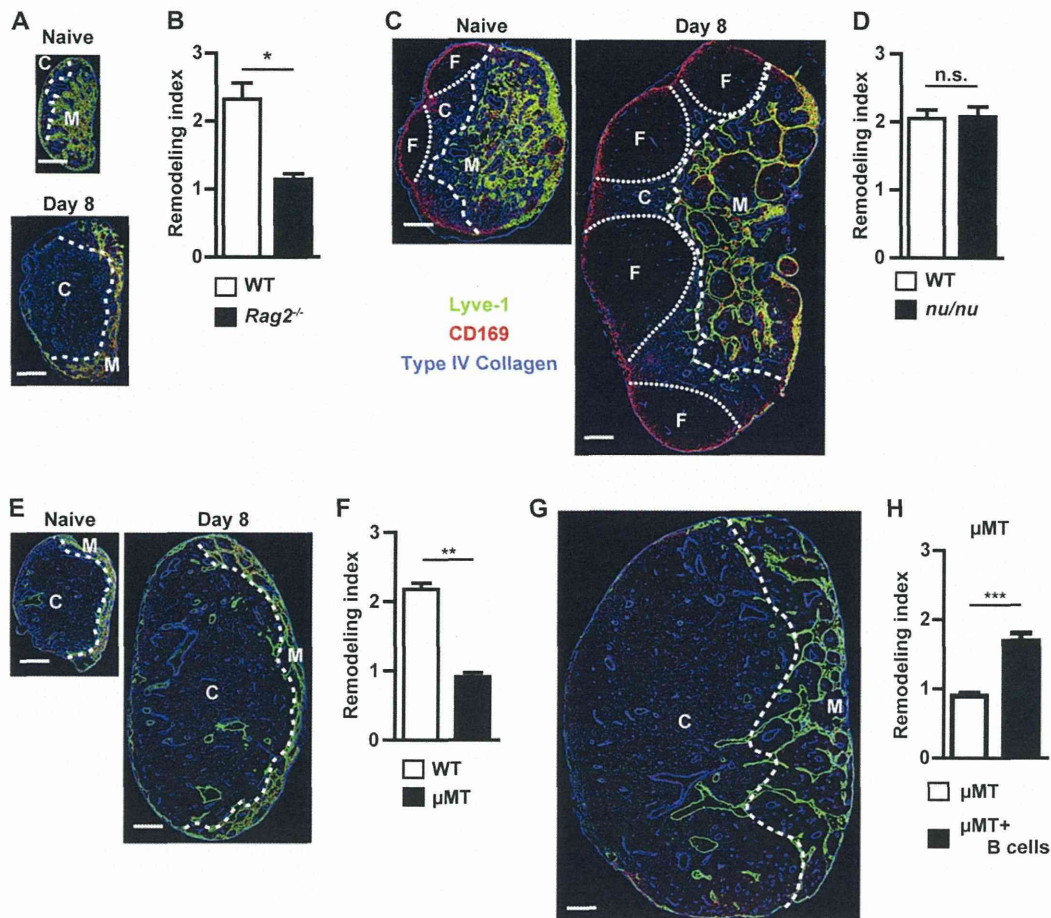 A
Naive
C
M
Day 8
C
M
B
Remodeling index
3
2
1
0
*
WT
Rag2-/-
C
Naive
F
C
F
M
Day 8
F
F
C
M
F
F
Lyve-1
CD169
Type IV Collagen
D
Remodeling index
3
2
1
0
n.s.
WT
nu/nu
E
Naive
M
C
Day 8
M
C
F
Remodeling index
3
2
1
0
**
WT
μMT
G
C
M
H
μMT
Remodeling index
3
2
1
0
***
μMT
μMT+
B cells